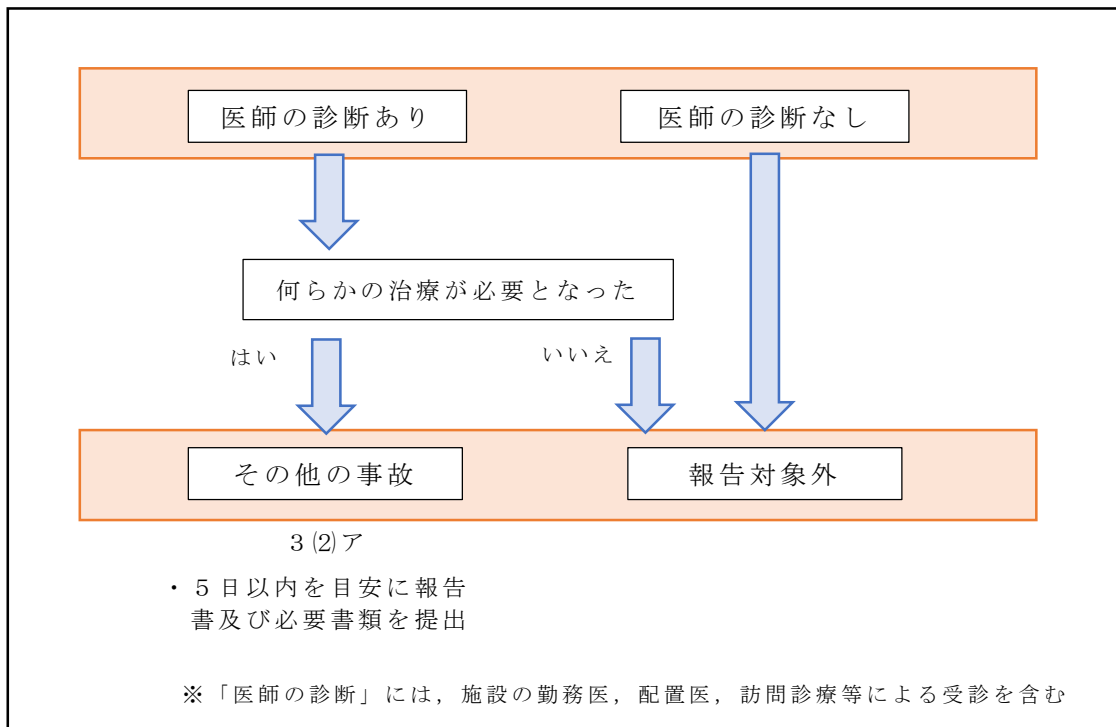 医師の診断あり
医師の診断なし
何らかの治療が必要となった
はい
いいえ
その他の事故
報告対象外
3⑵ア
・5日以内を目安に報告
書及び必要書類を提出
※「医師の診断」には，施設の勤務医，配置医，訪問診療等による受診を含む